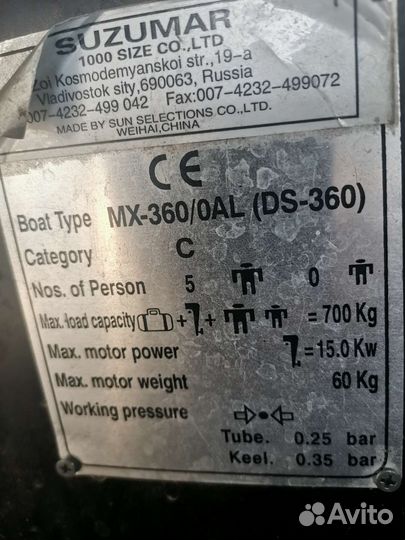 SUZUMAR
1000 SIZE CO.,LTD
Zoi Kosmodemyanskoi str.,19-a
Vladivostok sity,690063, Russia
007-4232-499 042 Fax:007-4232-499072
MADE BY SUN SELECTIONS CO.,LTD.
WEIHAI,CHINA
CE
Boat Type MX-360/0AL (DS-360)
Category C
Nos. of Person 5 0
Max.-load capacity + + = 700 Kg
Max. motor power =15.0 Kw
Max. motor weight 60 Kg
Working pressure
Tube. 0.25 bar
Keel. 0.35 bar
Avito